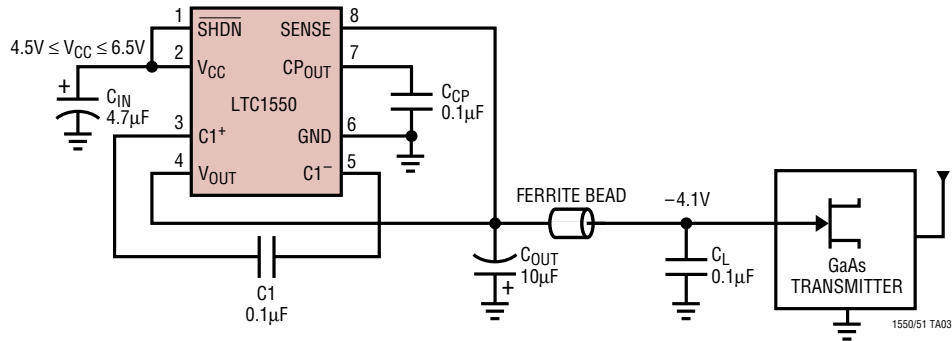 1
SHDN
SENSE
8
4.5V ≤ VCC ≤ 6.5V
2
VCC
CPOUT
7
+
CIN
4.7µF
LTC1550
CCP
0.1µF
3
C1+
GND
6
4
VOUT
C1−
5
FERRITE BEAD
−4.1V
COUT
10µF
+
CL
0.1µF
GaAs
TRANSMITTER
C1
0.1µF
1550/51 TA03